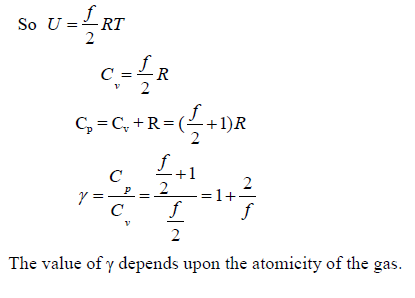 So U = f/2 RT
C_v = f/2 R
C_p = C_v + R = (f/2 + 1)R
γ = C_p/C_v = (f/2 + 1)/(f/2) = 1 + 2/f
The value of γ depends upon the atomicity of the gas.